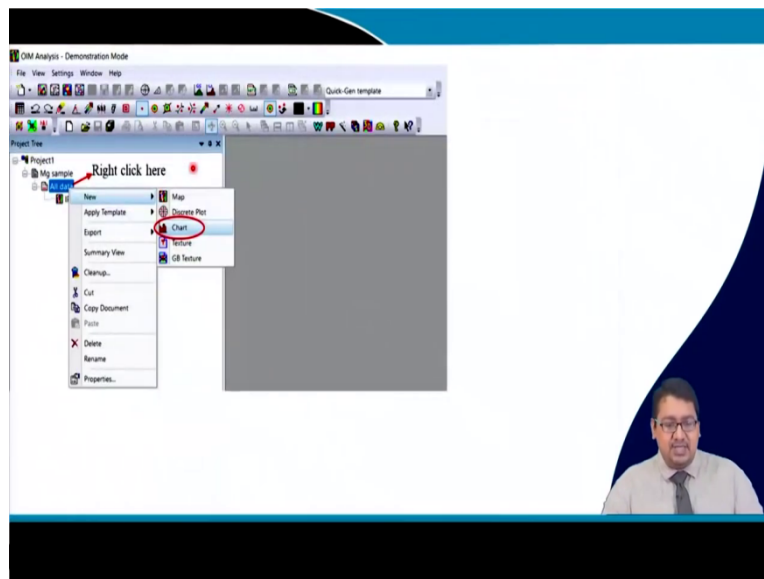 OIM Analysis - Demonstration Mode
File View Settings Window Help
Quick-Gen template
Project Tree
Project1
Mg sample
Right click here
All data
New
Map
Apply Template
Discrete Plot
Chart
Export
Texture
Summary View
GB Texture
Cleanup...
Cut
Copy Document
Paste
Delete
Rename
Properties...